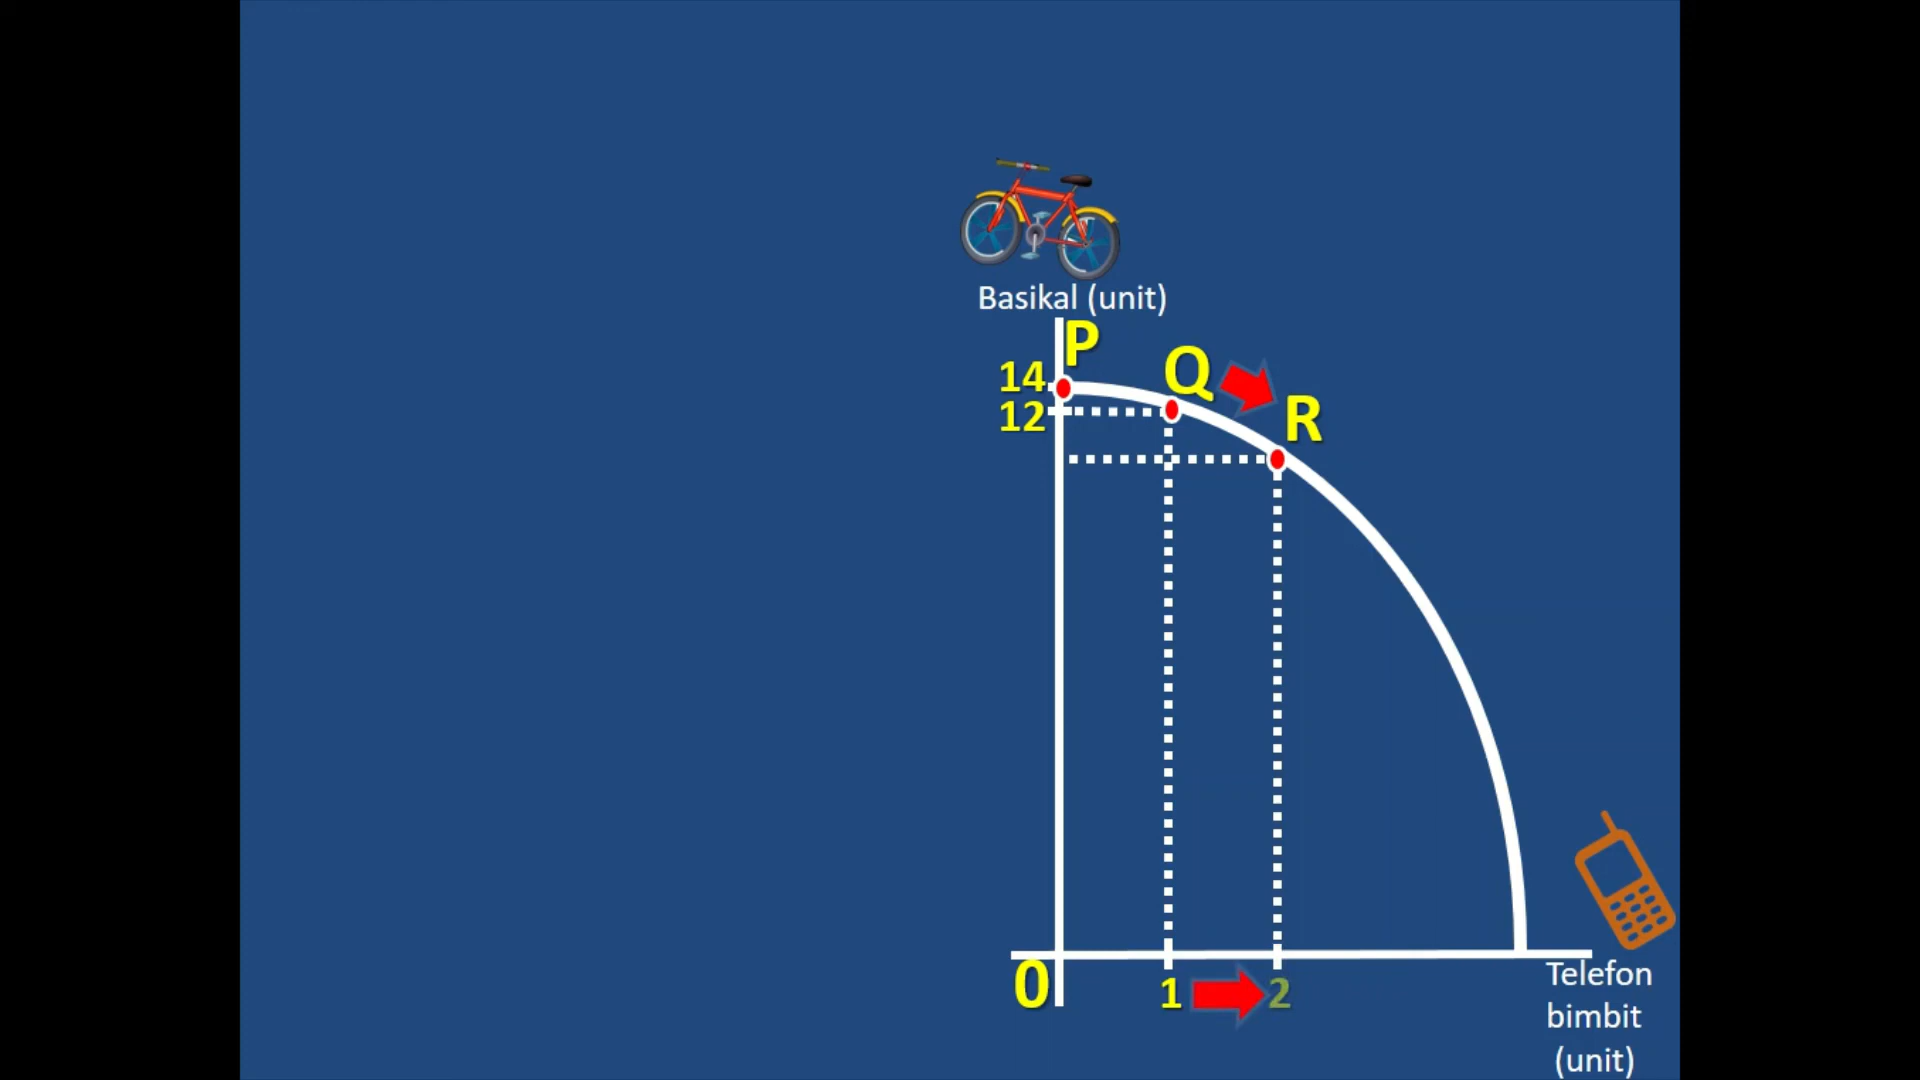 Basikal (unit)
P
14
Q
12
R
0
1
2
Telefon
bimbit
(unit)